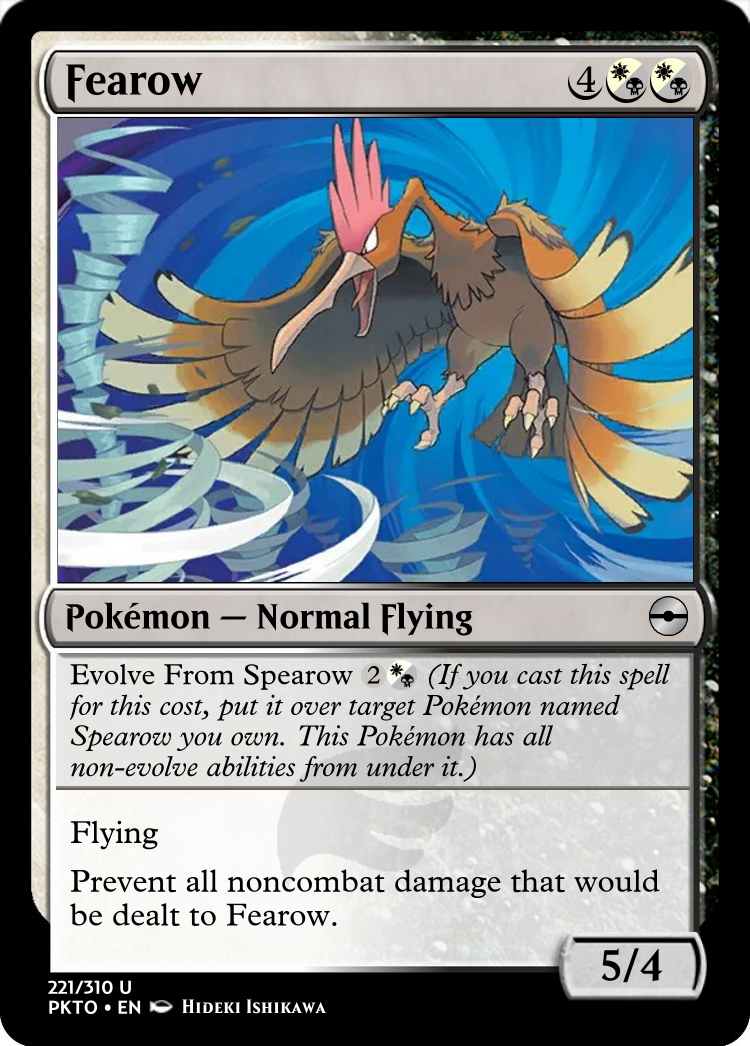 Fearow 4
Pokémon — Normal Flying
Evolve From Spearow 2 (If you cast this spell
for this cost, put it over target Pokémon named
Spearow you own. This Pokémon has all
non-evolve abilities from under it.)
Flying
Prevent all noncombat damage that would
be dealt to Fearow.
5/4
221/310 U
PKTO • EN Hideki Ishikawa